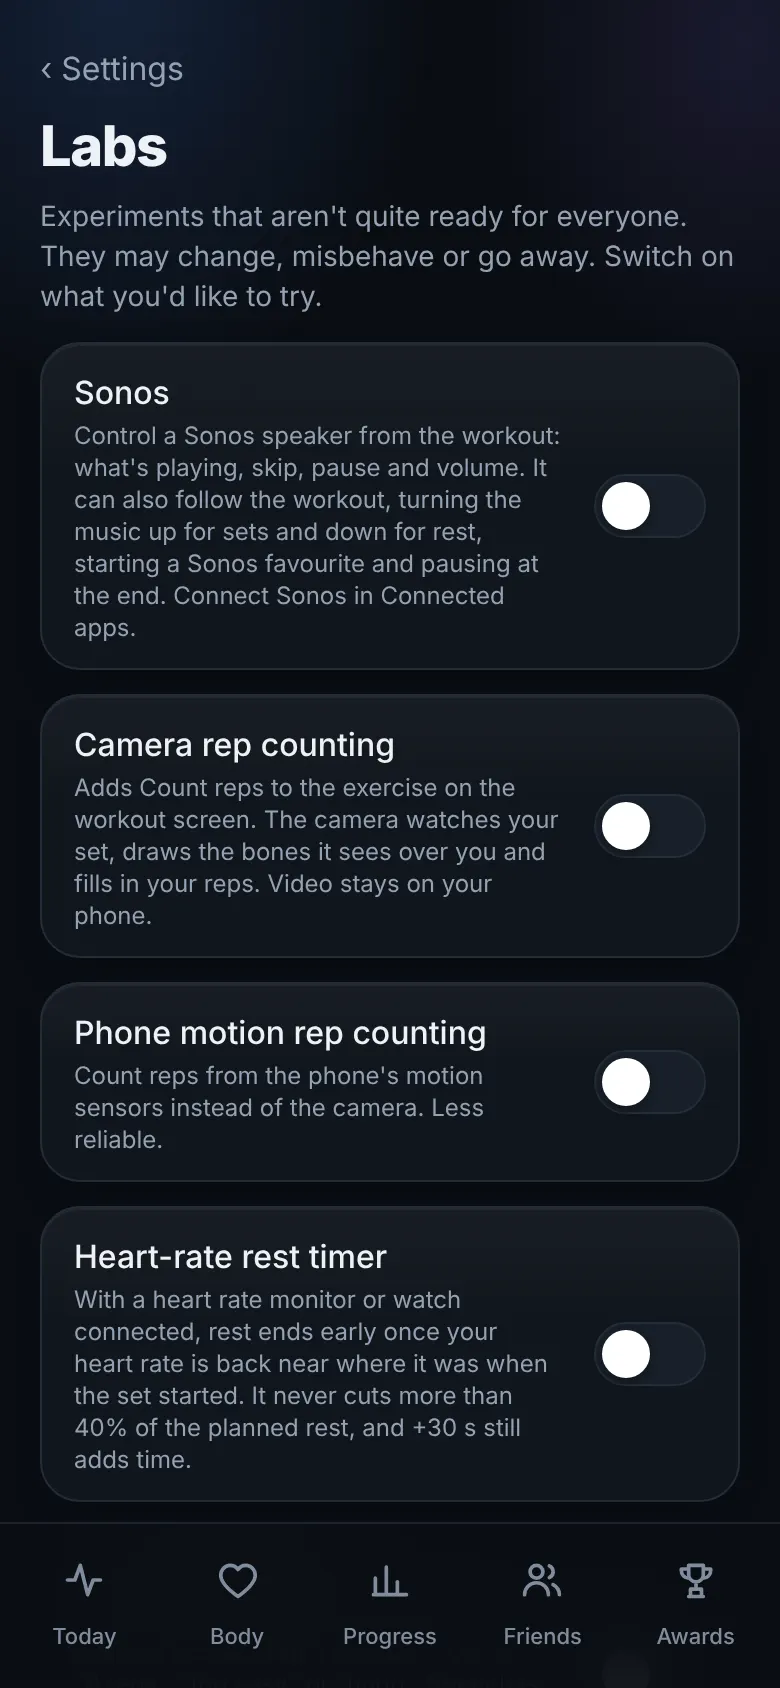 ‹ Settings
Labs
Experiments that aren't quite ready for everyone.
They may change, misbehave or go away. Switch on
what you'd like to try.
Sonos
Control a Sonos speaker from the workout:
what's playing, skip, pause and volume. It
can also follow the workout, turning the
music up for sets and down for rest,
starting a Sonos favourite and pausing at
the end. Connect Sonos in Connected
apps.
Camera rep counting
Adds Count reps to the exercise on the
workout screen. The camera watches your
set, draws the bones it sees over you and
fills in your reps. Video stays on your
phone.
Phone motion rep counting
Count reps from the phone's motion
sensors instead of the camera. Less
reliable.
Heart-rate rest timer
With a heart rate monitor or watch
connected, rest ends early once your
heart rate is back near where it was when
the set started. It never cuts more than
40% of the planned rest, and +30 s still
adds time.
Today
Body
Progress
Friends
Awards